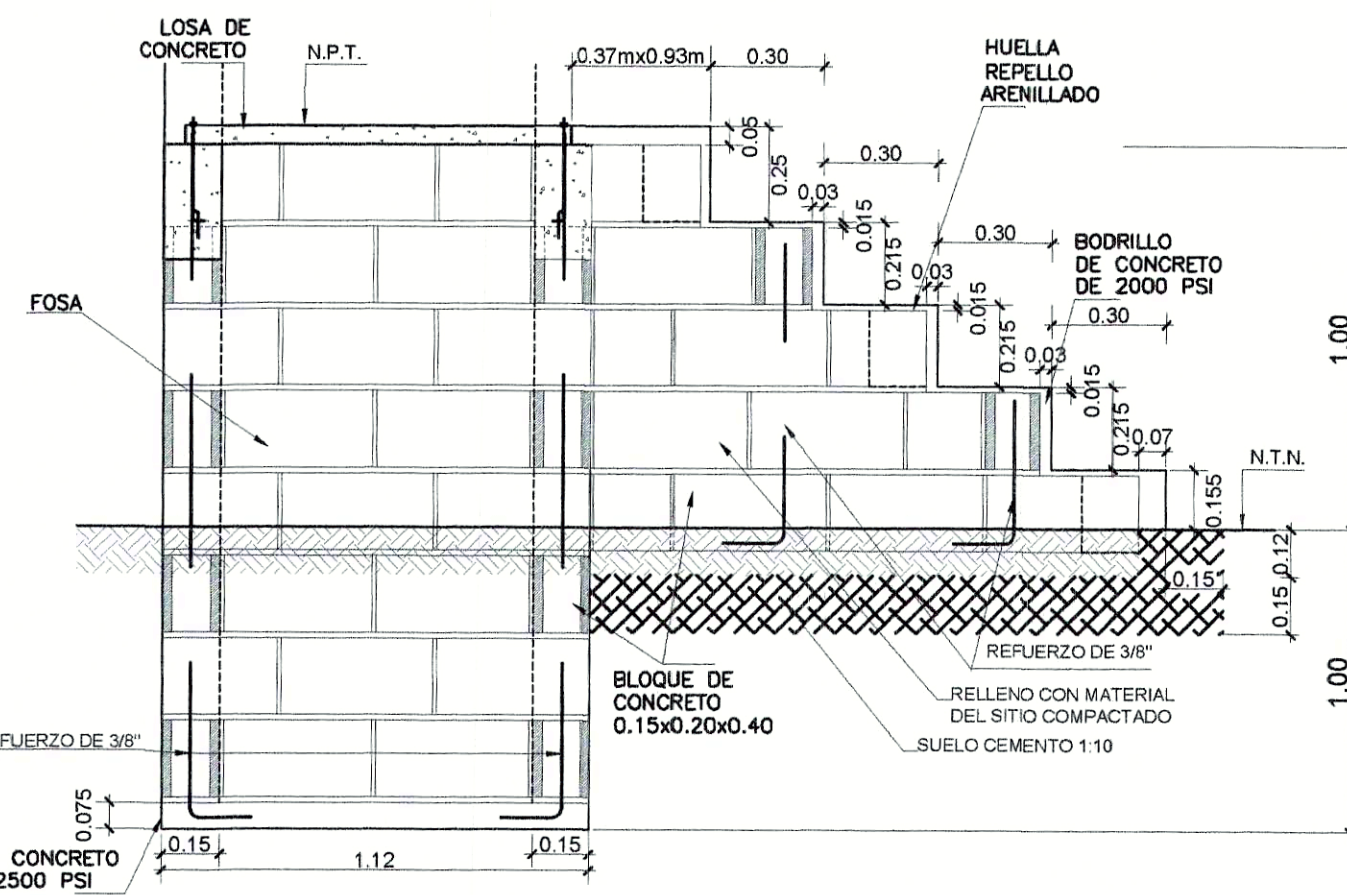 LOSA DE
CONCRETO
N.P.T.
0.37mx0.93m
0.30
HUELLA
REPELLO
ARENILLADO
0.05
0.25
0.30
0,03
0.015
0.215
0.30
BODRILLO
DE CONCRETO
DE 2000 PSI
0,03
0.015
0.215
0.30
FOSA
1.00
0,03
0.015
0.215
0.07
N.T.N.
0.155
0.12
0.15
0.15
REFUERZO DE 3/8"
BLOQUE DE
CONCRETO
0.15x0.20x0.40
RELLENO CON MATERIAL
DEL SITIO COMPACTADO
SUELO CEMENTO 1:10
1.00
FUERZO DE 3/8"
0.075
0.15
0.15
1.12
CONCRETO
2500 PSI